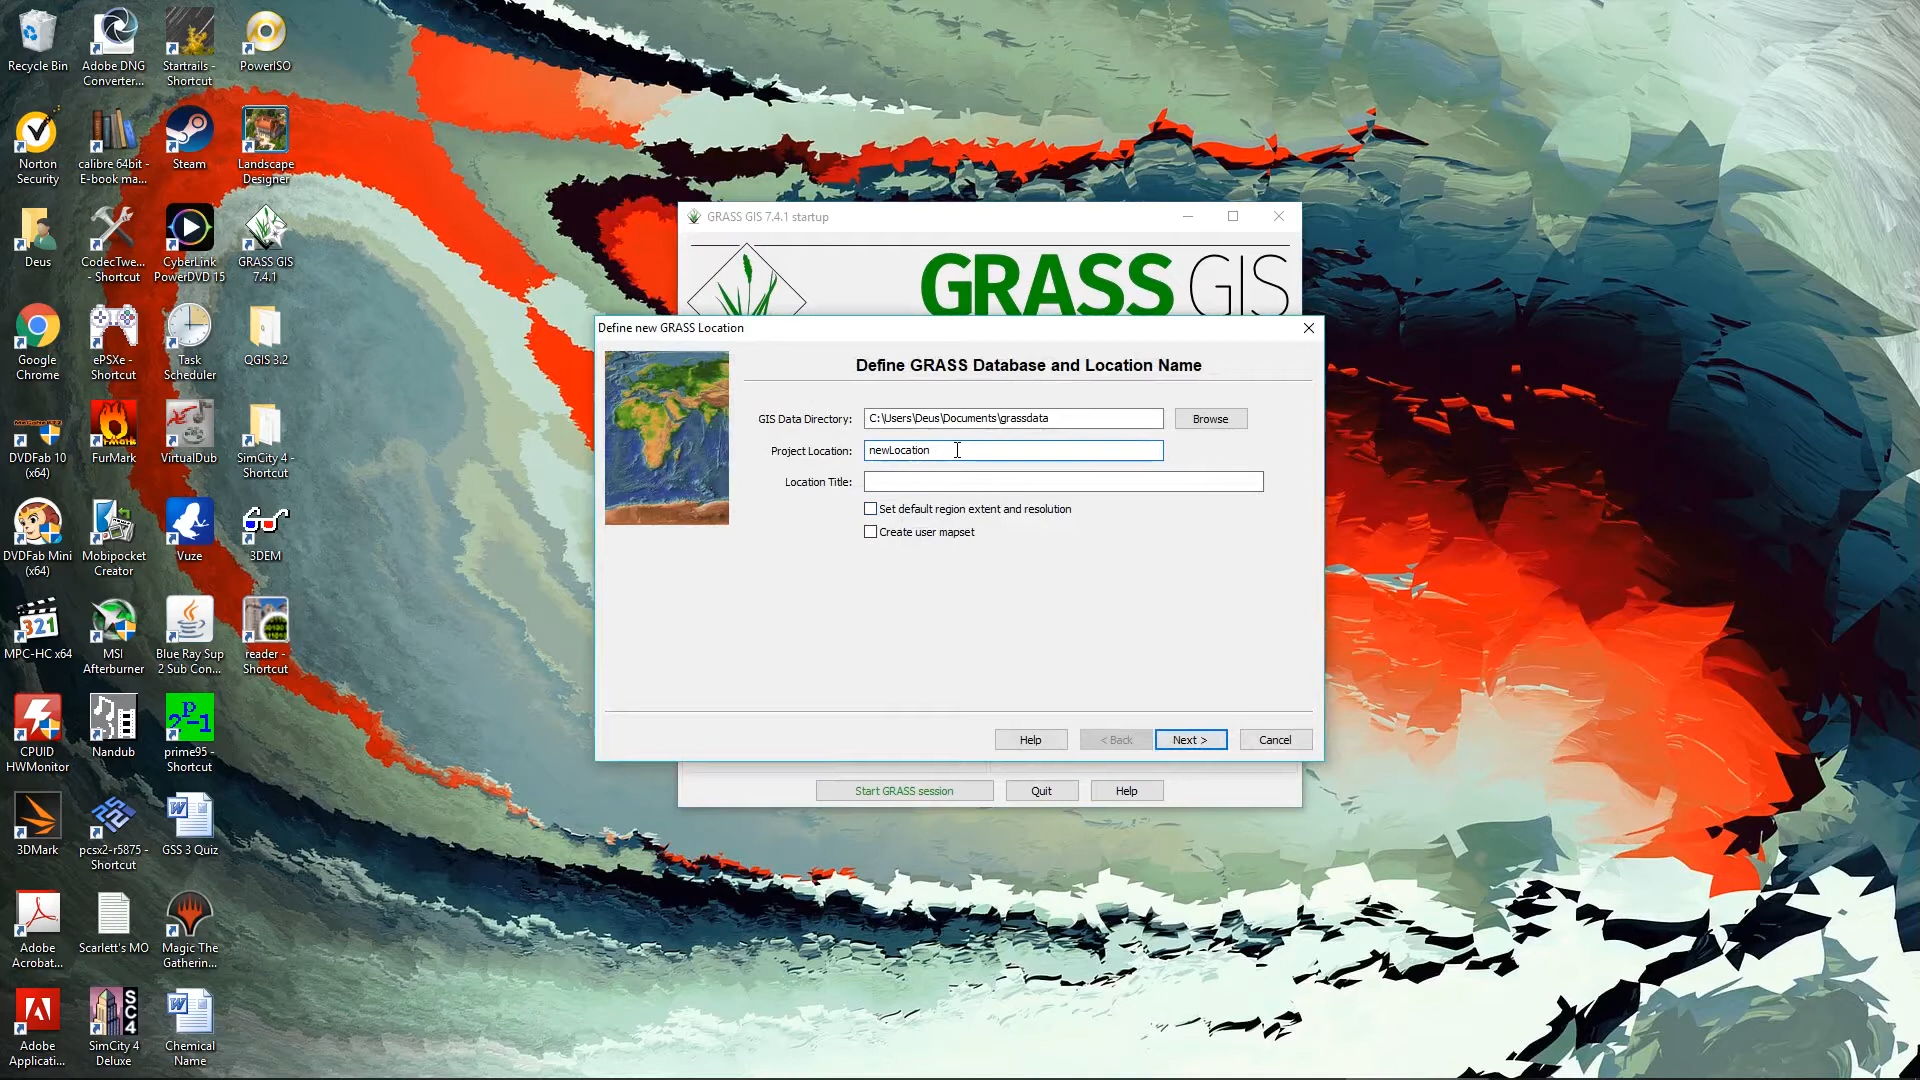 Recycle Bin
Adobe DNG
Converter...
Startrails -
Shortcut
PowerISO
Norton
Security
calibre 64bit -
E-book ma...
Steam
Landscape
Designer
Deus
CodecTwe...
- Shortcut
CyberLink
PowerDVD 15
GRASS GIS
7.4.1
Google
Chrome
ePSXe -
Shortcut
Task
Scheduler
QGIS 3.2
DVDFab 10
(x64)
FurMark
VirtualDub
SimCity 4 -
Shortcut
DVDFab Mini
(x64)
Mobipocket
Creator
Vuze
3DEM
321
MPC-HC x64
MSI
Afterburner
Blue Ray Sup
2 Sub Con...
reader -
Shortcut
CPUID
HWMonitor
Nandub
2p-1
prime95 -
Shortcut
3DMark
pcsx2-r5875 -
Shortcut
GSS 3 Quiz
Adobe
Acrobat...
Scarlett's MO
Magic The
Gatherin...
Adobe
Applicati...
SC4
SimCity 4
Deluxe
Chemical
Name
GRASS GIS 7.4.1 startup
GRASS GIS
Define new GRASS Location
Define GRASS Database and Location Name
GIS Data Directory: C:\Users\Deus\Documents\grassdata Browse
Project Location: newLocation
Location Title:
Set default region extent and resolution
Create user mapset
Help < Back Next > Cancel
Start GRASS session Quit Help